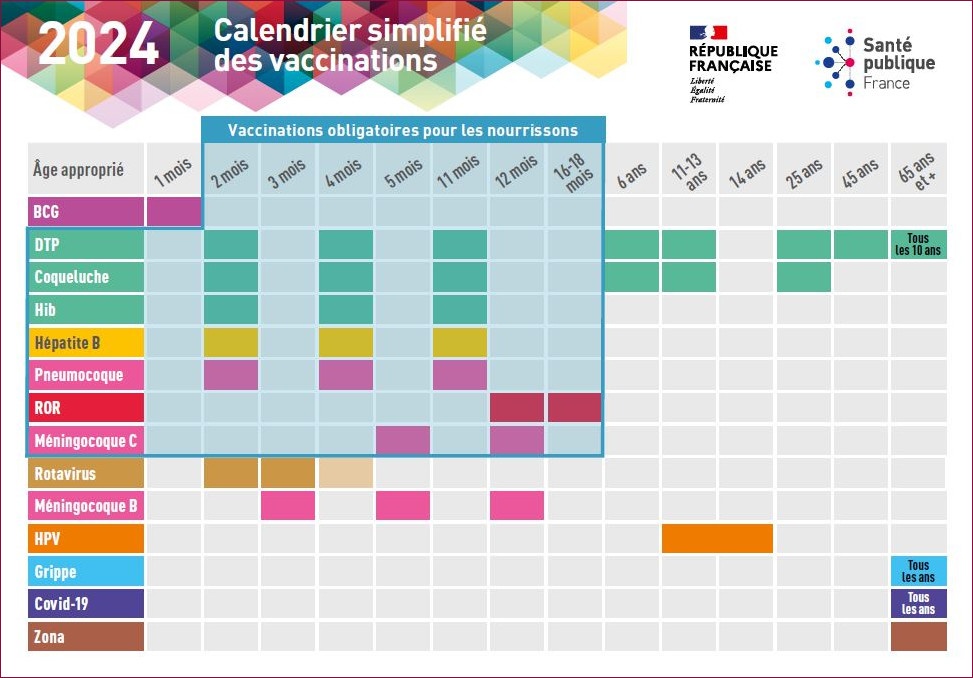 2024
Calendrier simplifié
des vaccinations
RÉPUBLIQUE
FRANÇAISE
Liberté
Égalité
Fraternité
Santé
publique
France
Vaccinations obligatoires pour les nourrissons
Âge approprié
1 mois
2 mois
3 mois
4 mois
5 mois
11 mois
12 mois
16-18
mois
6 ans
11-13
ans
14 ans
25 ans
45 ans
65 ans
et +
BCG
DTP
Tous
les 10 ans
Coqueluche
Hib
Hépatite B
Pneumocoque
ROR
Méningocoque C
Rotavirus
Méningocoque B
HPV
Grippe
Tous
les ans
Covid-19
Tous
les ans
Zona